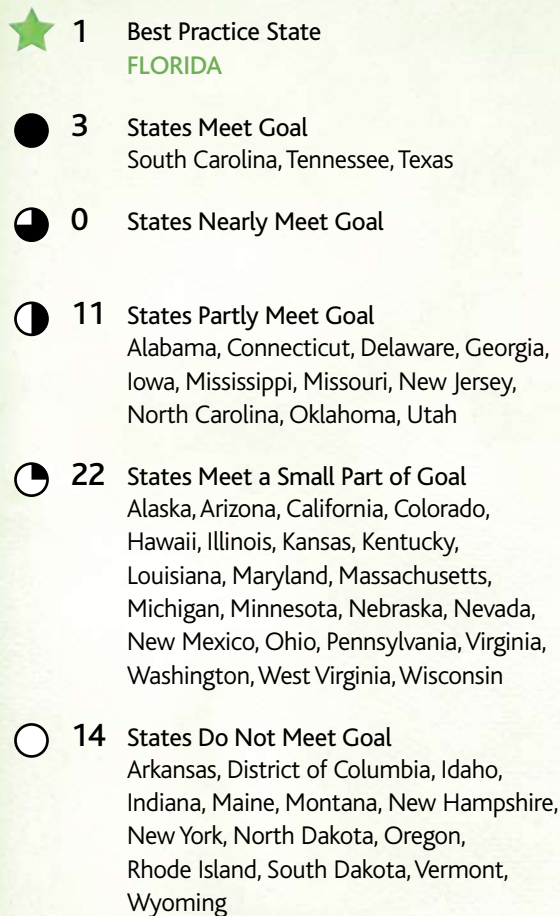 1 Best Practice State
FLORIDA
3 States Meet Goal
South Carolina, Tennessee, Texas
0 States Nearly Meet Goal
11 States Partly Meet Goal
Alabama, Connecticut, Delaware, Georgia,
Iowa, Mississippi, Missouri, New Jersey,
North Carolina, Oklahoma, Utah
22 States Meet a Small Part of Goal
Alaska, Arizona, California, Colorado,
Hawaii, Illinois, Kansas, Kentucky,
Louisiana, Maryland, Massachusetts,
Michigan, Minnesota, Nebraska, Nevada,
New Mexico, Ohio, Pennsylvania, Virginia,
Washington, West Virginia, Wisconsin
14 States Do Not Meet Goal
Arkansas, District of Columbia, Idaho,
Indiana, Maine, Montana, New Hampshire,
New York, North Dakota, Oregon,
Rhode Island, South Dakota, Vermont,
Wyoming